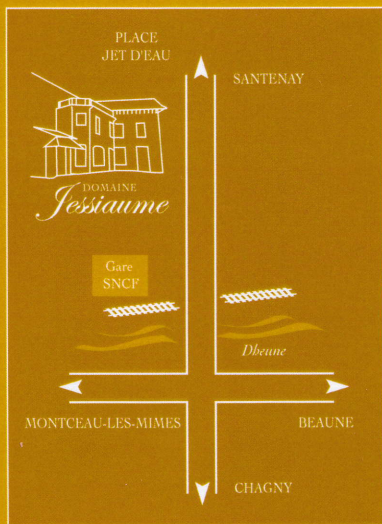 PLACE
JET D'EAU
SANTENAY
DOMAINE
Jessiaume
Gare
SNCF
Dheune
MONTCEAU-LES-MIMES
BEAUNE
CHAGNY